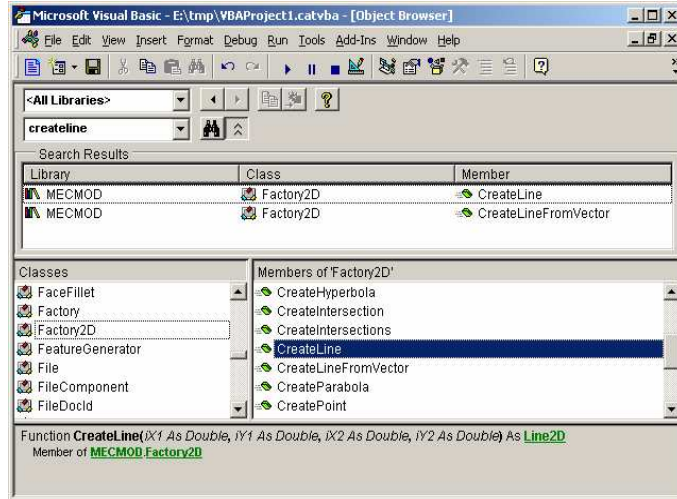 Microsoft Visual Basic - E:\tmp\VBAProject1.catvba - [Object Browser]
File Edit View Insert Format Debug Run Tools Add-Ins Window Help
<All Libraries>
createline
Search Results
Library Class Member
MECMOD Factory2D CreateLine
MECMOD Factory2D CreateLineFromVector
Classes
FaceFillet
Factory
Factory2D
FeatureGenerator
File
FileComponent
FileDocId
Members of 'Factory2D'
CreateHyperbola
CreateIntersection
CreateIntersections
CreateLine
CreateLineFromVector
CreateParabola
CreatePoint
Function CreateLine(iX1 As Double, iY1 As Double, iX2 As Double, iY2 As Double) As Line2D
Member of MECMOD.Factory2D